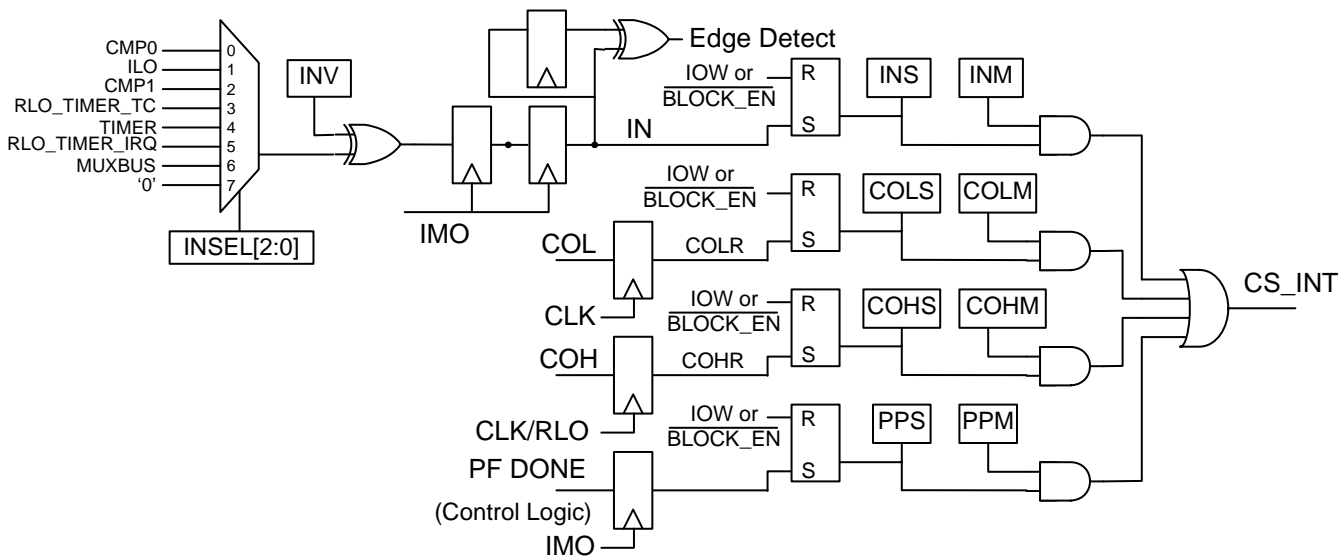 CMP0
0
ILO
1
CMP1
2
RLO_TIMER_TC
3
TIMER
4
RLO_TIMER_IRQ
5
MUXBUS
6
‘0’
7
INSEL[2:0]
INV
IMO
Edge Detect
IN
IOW or
BLOCK_EN
R
S
INS
INM
IOW or
BLOCK_EN
R
S
COLS
COLM
COL
COLR
CLK
IOW or
BLOCK_EN
R
S
COHS
COHM
COH
COHR
CLK/RLO
IOW or
BLOCK_EN
R
S
PPS
PPM
PF DONE
(Control Logic)
IMO
CS_INT